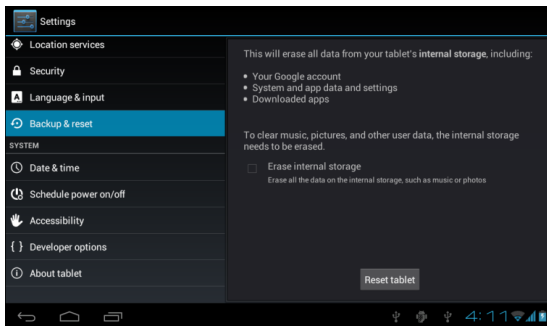 Settings
Location services
Security
Language & input
Backup & reset
SYSTEM
Date & time
Schedule power on/off
Accessibility
{ } Developer options
About tablet
This will erase all data from your tablet's internal storage, including:
• Your Google account
• System and app data and settings
• Downloaded apps
To clear music, pictures, and other user data, the internal storage
needs to be erased.
Erase internal storage
Erase all the data on the internal storage, such as music or photos
Reset tablet
4:11